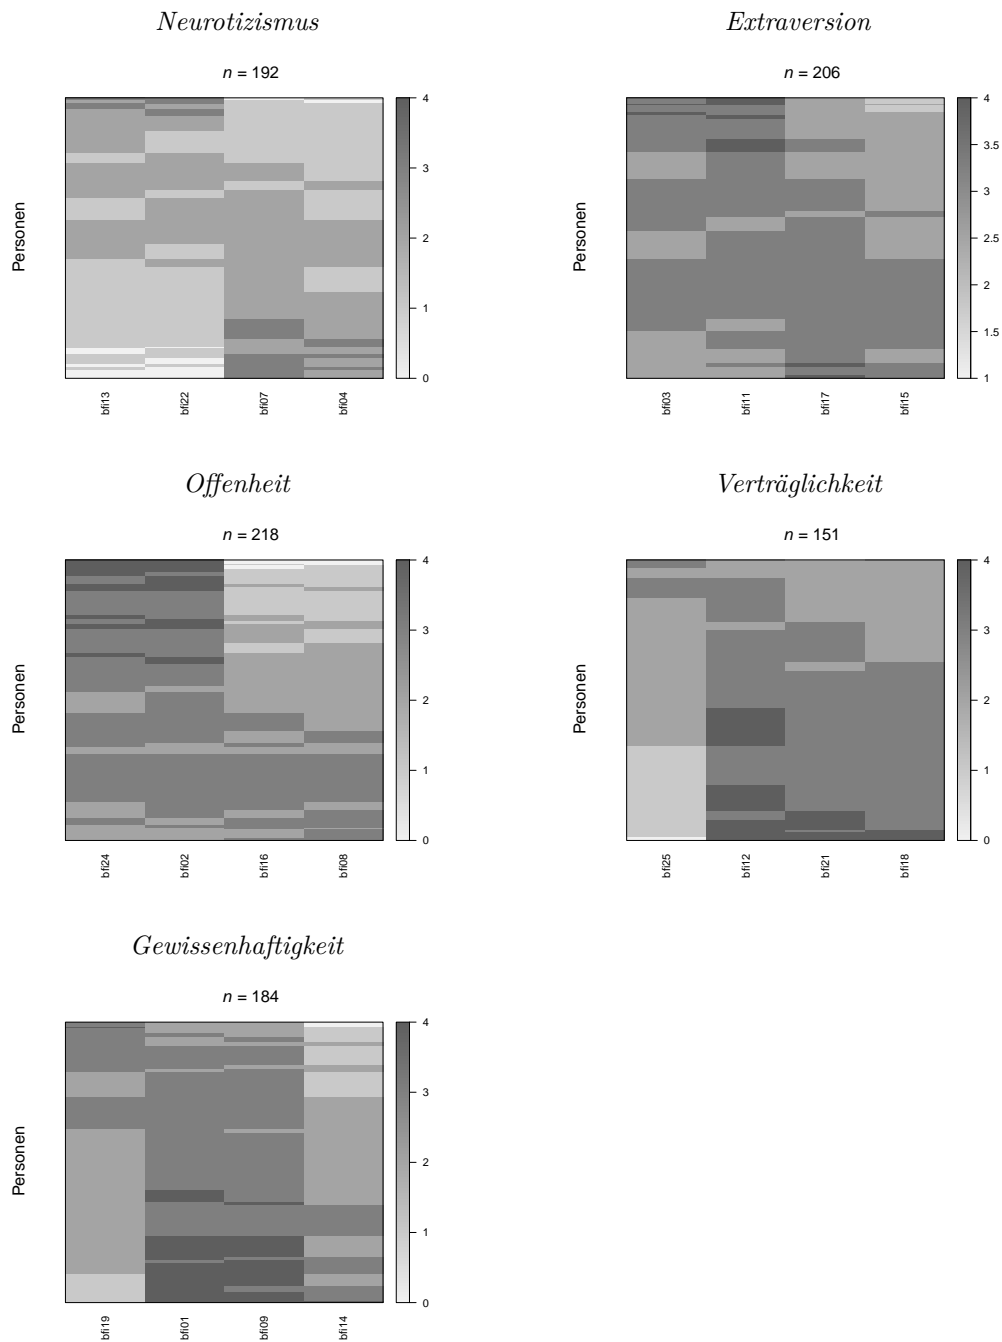 Neurotizismus
n = 192
Personen
4
3
2
1
0
bfi13
bfi22
bfi07
bfi04
Extraversion
n = 206
Personen
4
3.5
3
2.5
2
1.5
1
bfi03
bfi11
bfi17
bfi15
Offenheit
n = 218
Personen
4
3
2
1
0
bfi24
bfi02
bfi16
bfi08
Verträglichkeit
n = 151
Personen
4
3
2
1
0
bfi25
bfi12
bfi21
bfi18
Gewissenhaftigkeit
n = 184
Personen
4
3
2
1
0
bfi19
bfi01
bfi09
bfi14